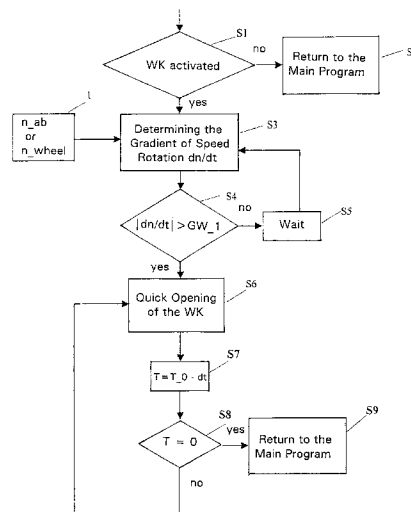 S1
no
WK activated
Return to the
Main Program
S
yes
1
n_ab
or
n_wheel
Determining the
Gradient of Speed
Rotation dn/dt
S3
S4
|dn/dt| > GW_1
no
Wait
S5
yes
S6
Quick Opening
of the WK
S7
T = T_0 - dt
S8
T = 0
yes
S9
Return to the
Main Program
no